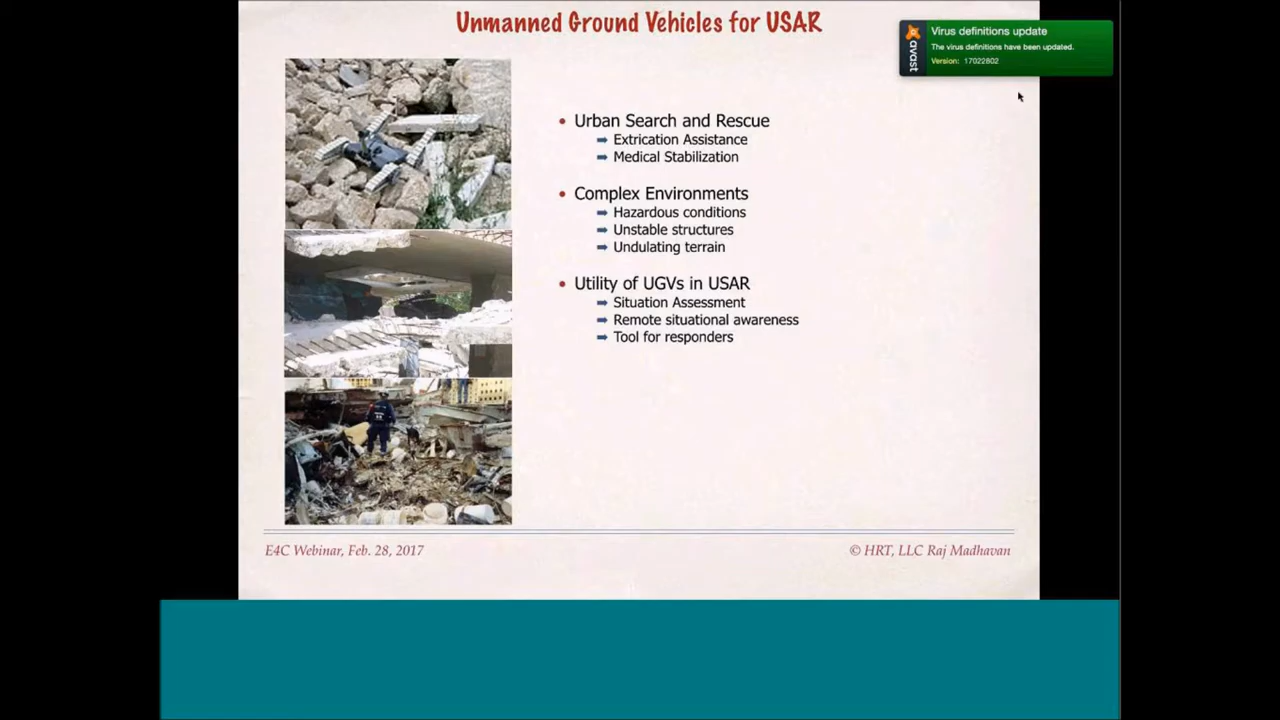 Unmanned Ground Vehicles for USAR
avast
Virus definitions update
The virus definitions have been updated.
Version: 17022802
• Urban Search and Rescue
➡ Extrication Assistance
➡ Medical Stabilization
• Complex Environments
➡ Hazardous conditions
➡ Unstable structures
➡ Undulating terrain
• Utility of UGVs in USAR
➡ Situation Assessment
➡ Remote situational awareness
➡ Tool for responders
E4C Webinar, Feb. 28, 2017
© HRT, LLC Raj Madhavan